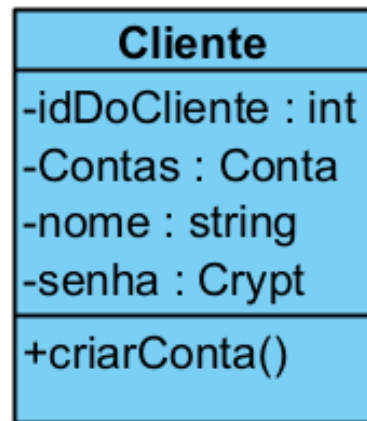 Cliente
-idDoCliente : int
-Contas : Conta
-nome : string
-senha : Crypt
+criarConta()